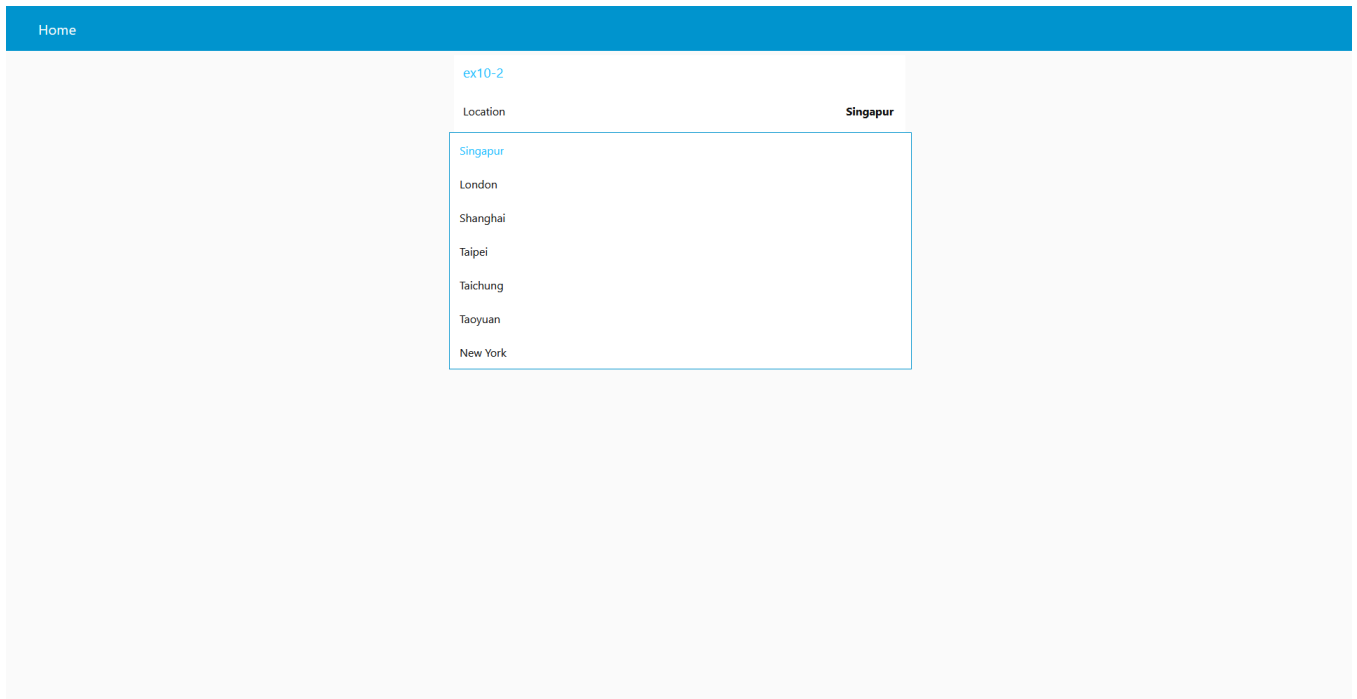 Home
ex10-2
Location Singapur
Singapur
London
Shanghai
Taipei
Taichung
Taoyuan
New York